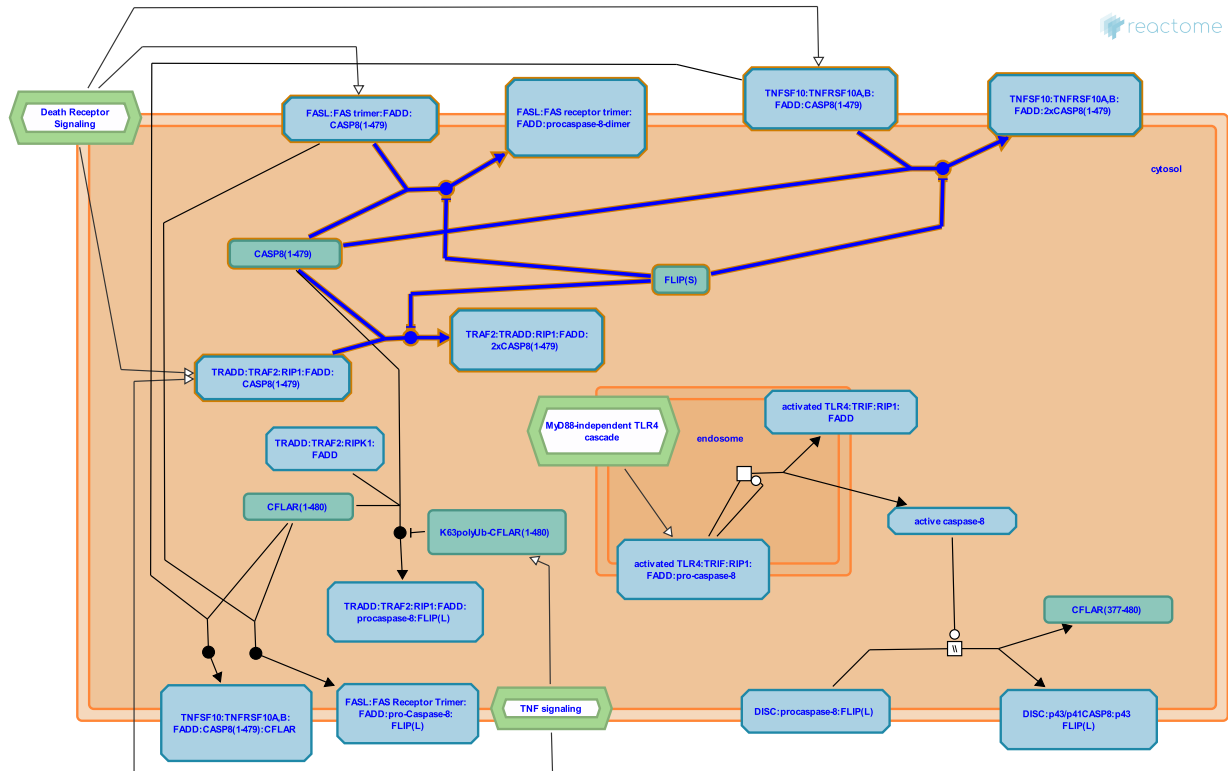 reactome
Death Receptor
Signaling
FASL:FAS trimer:FADD:
CASP8(1-479)
FASL:FAS receptor trimer:
FADD:procaspase-8-dimer
TNFSF10:TNFRSF10A,B:
FADD:CASP8(1-479)
TNFSF10:TNFRSF10A,B:
FADD:2xCASP8(1-479)
cytosol
CASP8(1-479)
FLIP(S)
TRAF2:TRADD:RIP1:FADD:
2xCASP8(1-479)
TRADD:TRAF2:RIP1:FADD:
CASP8(1-479)
TRADD:TRAF2:RIPK1:
FADD
MyD88-independent TLR4
cascade
endosome
activated TLR4:TRIF:RIP1:
FADD
CFLAR(1-480)
K63polyUb-CFLAR(1-480)
active caspase-8
activated TLR4:TRIF:RIP1:
FADD:pro-caspase-8
TRADD:TRAF2:RIP1:FADD:
procaspase-8:FLIP(L)
CFLAR(377-480)
\\
TNFSF10:TNFRSF10A,B:
FADD:CASP8(1-479):CFLAR
FASL:FAS Receptor Trimer:
FADD:pro-Caspase-8:
FLIP(L)
TNF signaling
DISC:procaspase-8:FLIP(L)
DISC:p43/p41CASP8:p43
FLIP(L)